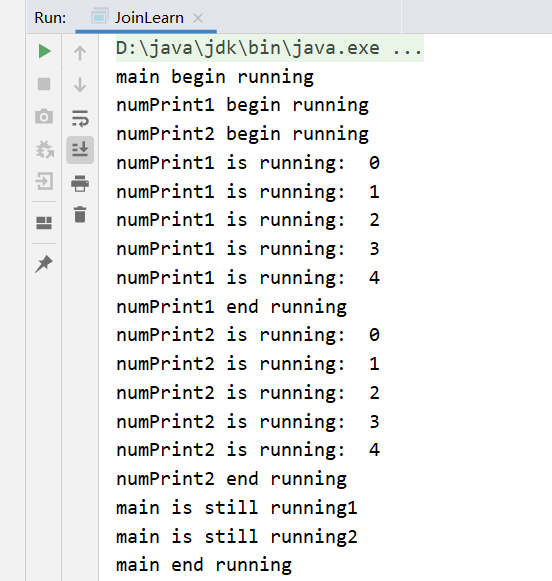 Run: JoinLearn
D:\java\jdk\bin\java.exe ...
main begin running
numPrint1 begin running
numPrint2 begin running
numPrint1 is running:  0
numPrint1 is running:  1
numPrint1 is running:  2
numPrint1 is running:  3
numPrint1 is running:  4
numPrint1 end running
numPrint2 is running:  0
numPrint2 is running:  1
numPrint2 is running:  2
numPrint2 is running:  3
numPrint2 is running:  4
numPrint2 end running
main is still running1
main is still running2
main end running